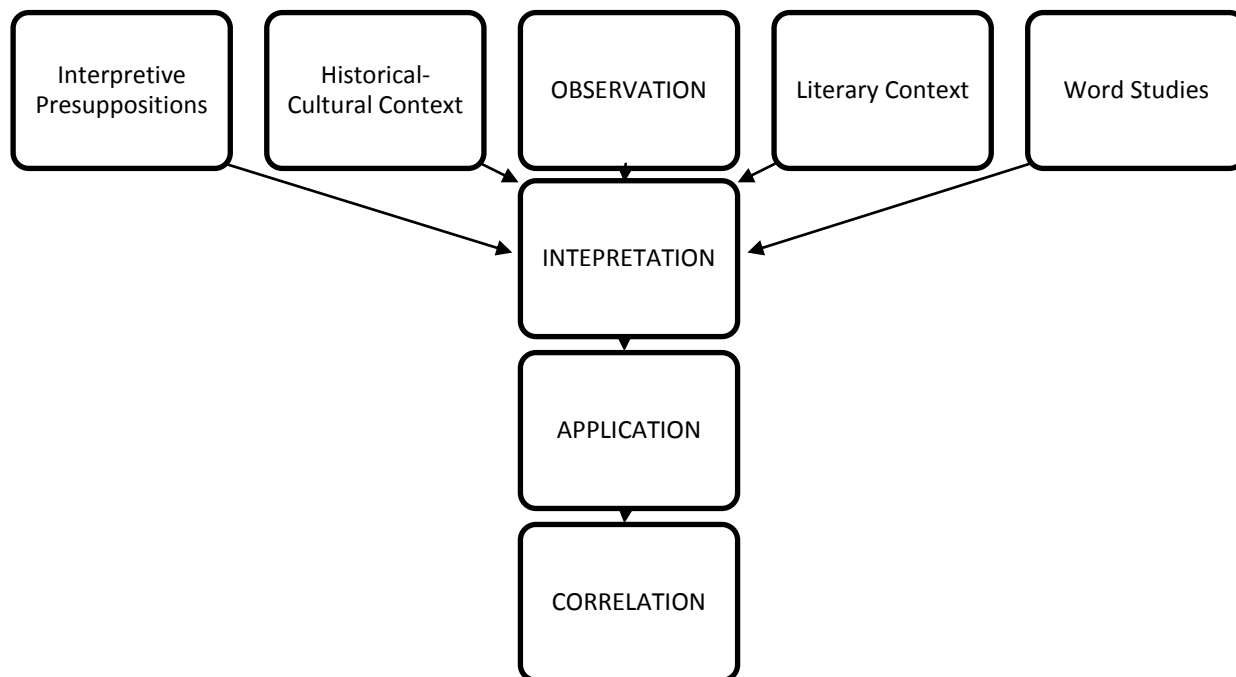 Interpretive
Presuppositions
Historical-
Cultural Context
OBSERVATION
Literary Context
Word Studies
INTEPRETATION
APPLICATION
CORRELATION